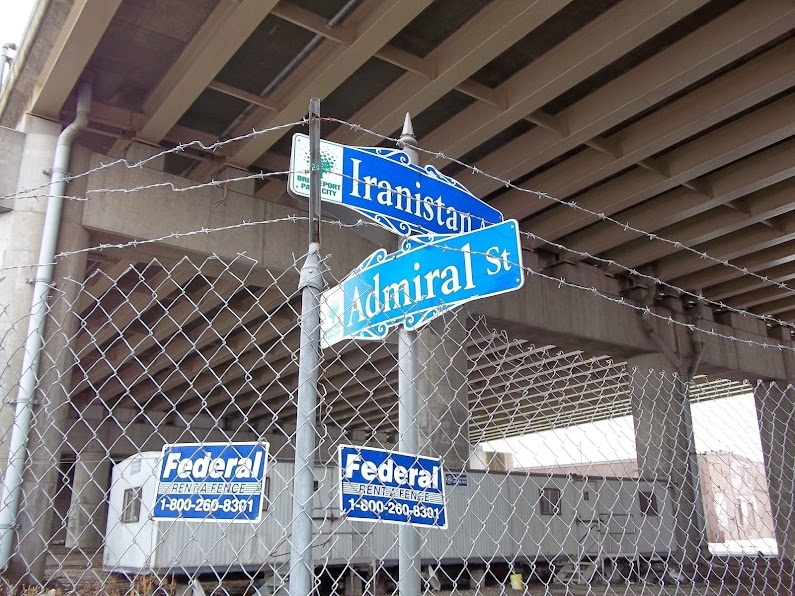 BRIDGEPORT
PARK CITY
Iranistan
Admiral St
Federal
RENT A FENCE
1-800-260-8301
Federal
RENT A FENCE
1-800-260-8301